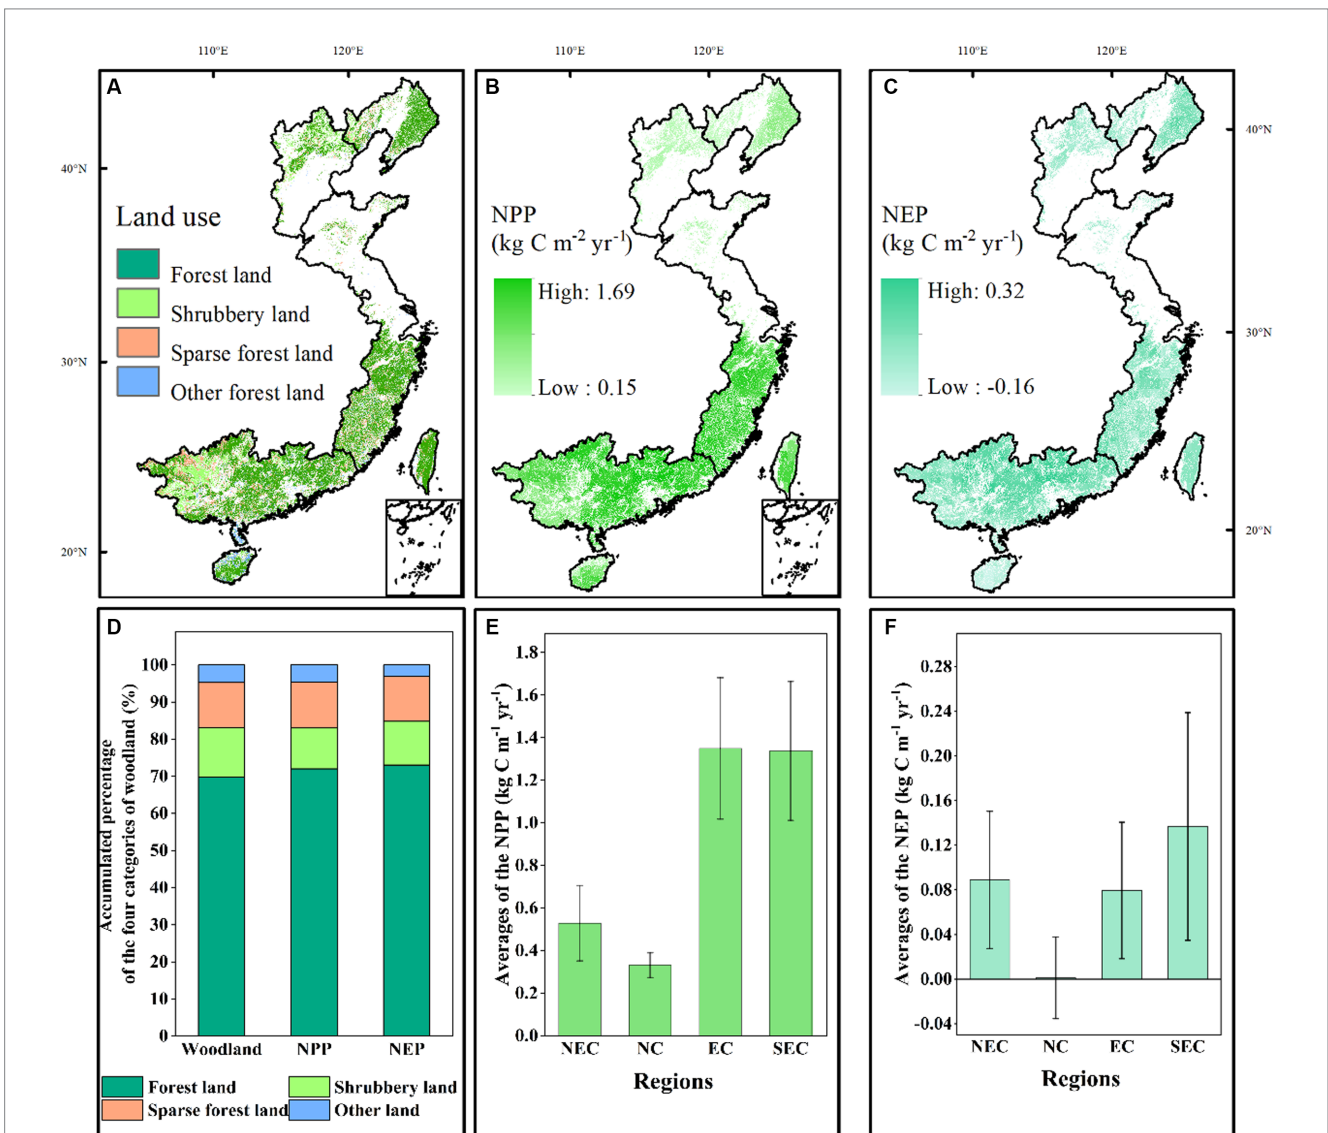 110°E 120°E 110°E 120°E 110°E 120°E
A B C
40°N 40°N
Land use
Forest land
Shrubbery land
Sparse forest land
Other forest land
NPP
(kg C m-2 yr-1)
High: 1.69
Low : 0.15
NEP
(kg C m-2 yr-1)
High: 0.32
Low : -0.16
30°N 30°N
20°N 20°N
D
Accumulated percentage
of the four categories of woodland (%)
100
90
80
70
60
50
40
30
20
10
0
Woodland NPP NEP
Forest land Shrubbery land
Sparse forest land Other land
E
Averages of the NPP (kg C m-1 yr-1)
1.8
1.6
1.4
1.2
1.0
0.8
0.6
0.4
0.2
0.0
NEC NC EC SEC
Regions
F
Averages of the NEP (kg C m-1 yr-1)
0.28
0.24
0.20
0.16
0.12
0.08
0.04
0.00
-0.04
NEC NC EC SEC
Regions